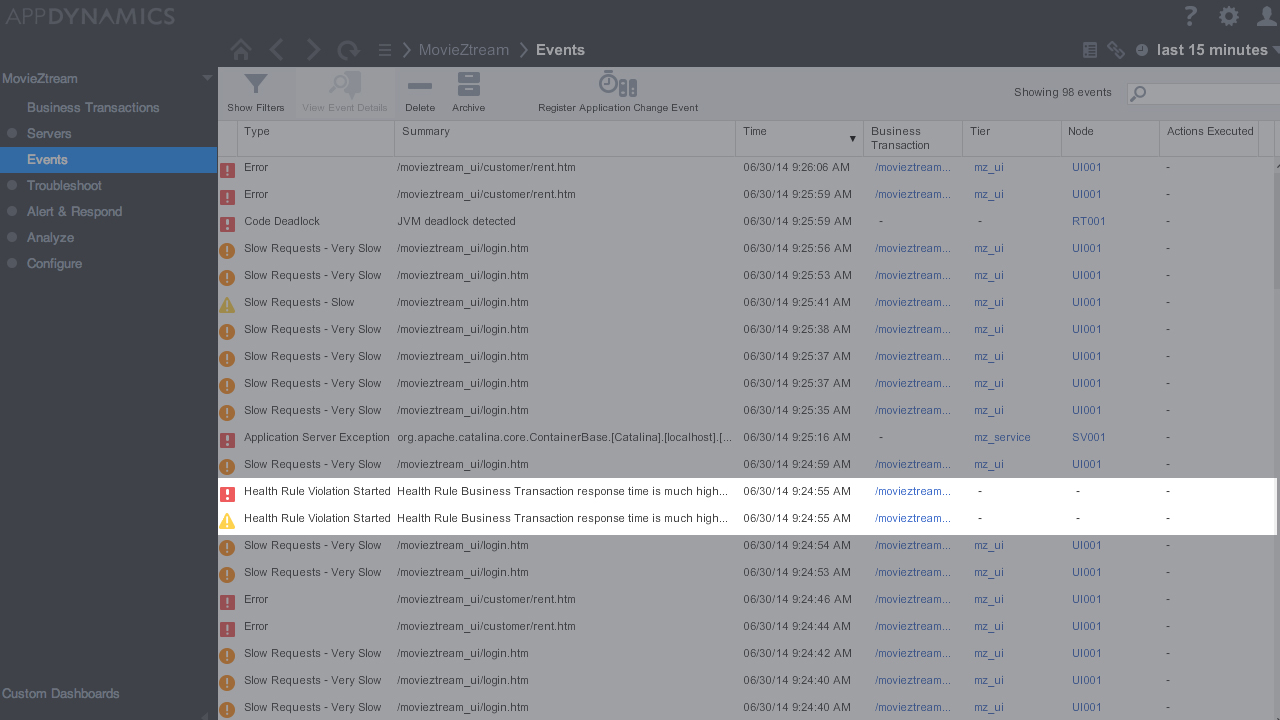 APPDYNAMICS
?
MovieZtream Events last 15 minutes
MovieZtream
Business Transactions
Servers
Events
Troubleshoot
Alert & Respond
Analyze
Configure
Custom Dashboards
Show Filters View Event Details Delete Archive Register Application Change Event Showing 98 events
Type Summary Time Business Transaction Tier Node Actions Executed
Error /movieztream_ui/customer/rent.htm 06/30/14 9:26:06 AM /movieztream... mz_ui UI001 -
Error /movieztream_ui/customer/rent.htm 06/30/14 9:25:59 AM /movieztream... mz_ui UI001 -
Code Deadlock JVM deadlock detected 06/30/14 9:25:59 AM - - RT001 -
Slow Requests - Very Slow /movieztream_ui/login.htm 06/30/14 9:25:56 AM /movieztream... mz_ui UI001 -
Slow Requests - Very Slow /movieztream_ui/login.htm 06/30/14 9:25:53 AM /movieztream... mz_ui UI001 -
Slow Requests - Slow /movieztream_ui/login.htm 06/30/14 9:25:41 AM /movieztream... mz_ui UI001 -
Slow Requests - Very Slow /movieztream_ui/login.htm 06/30/14 9:25:38 AM /movieztream... mz_ui UI001 -
Slow Requests - Very Slow /movieztream_ui/login.htm 06/30/14 9:25:37 AM /movieztream... mz_ui UI001 -
Slow Requests - Very Slow /movieztream_ui/login.htm 06/30/14 9:25:37 AM /movieztream... mz_ui UI001 -
Slow Requests - Very Slow /movieztream_ui/login.htm 06/30/14 9:25:35 AM /movieztream... mz_ui UI001 -
Application Server Exception org.apache.catalina.core.ContainerBase.[Catalina].[localhost].[... 06/30/14 9:25:16 AM - mz_service SV001 -
Slow Requests - Very Slow /movieztream_ui/login.htm 06/30/14 9:24:59 AM /movieztream... mz_ui UI001 -
Health Rule Violation Started Health Rule Business Transaction response time is much high... 06/30/14 9:24:55 AM /movieztream... - - -
Health Rule Violation Started Health Rule Business Transaction response time is much high... 06/30/14 9:24:55 AM /movieztream... - - -
Slow Requests - Very Slow /movieztream_ui/login.htm 06/30/14 9:24:54 AM /movieztream... mz_ui UI001 -
Slow Requests - Very Slow /movieztream_ui/login.htm 06/30/14 9:24:53 AM /movieztream... mz_ui UI001 -
Error /movieztream_ui/customer/rent.htm 06/30/14 9:24:46 AM /movieztream... mz_ui UI001 -
Error /movieztream_ui/customer/rent.htm 06/30/14 9:24:44 AM /movieztream... mz_ui UI001 -
Slow Requests - Very Slow /movieztream_ui/login.htm 06/30/14 9:24:42 AM /movieztream... mz_ui UI001 -
Slow Requests - Very Slow /movieztream_ui/login.htm 06/30/14 9:24:40 AM /movieztream... mz_ui UI001 -
Slow Requests - Very Slow /movieztream_ui/login.htm 06/30/14 9:24:40 AM /movieztream... mz_ui UI001 -